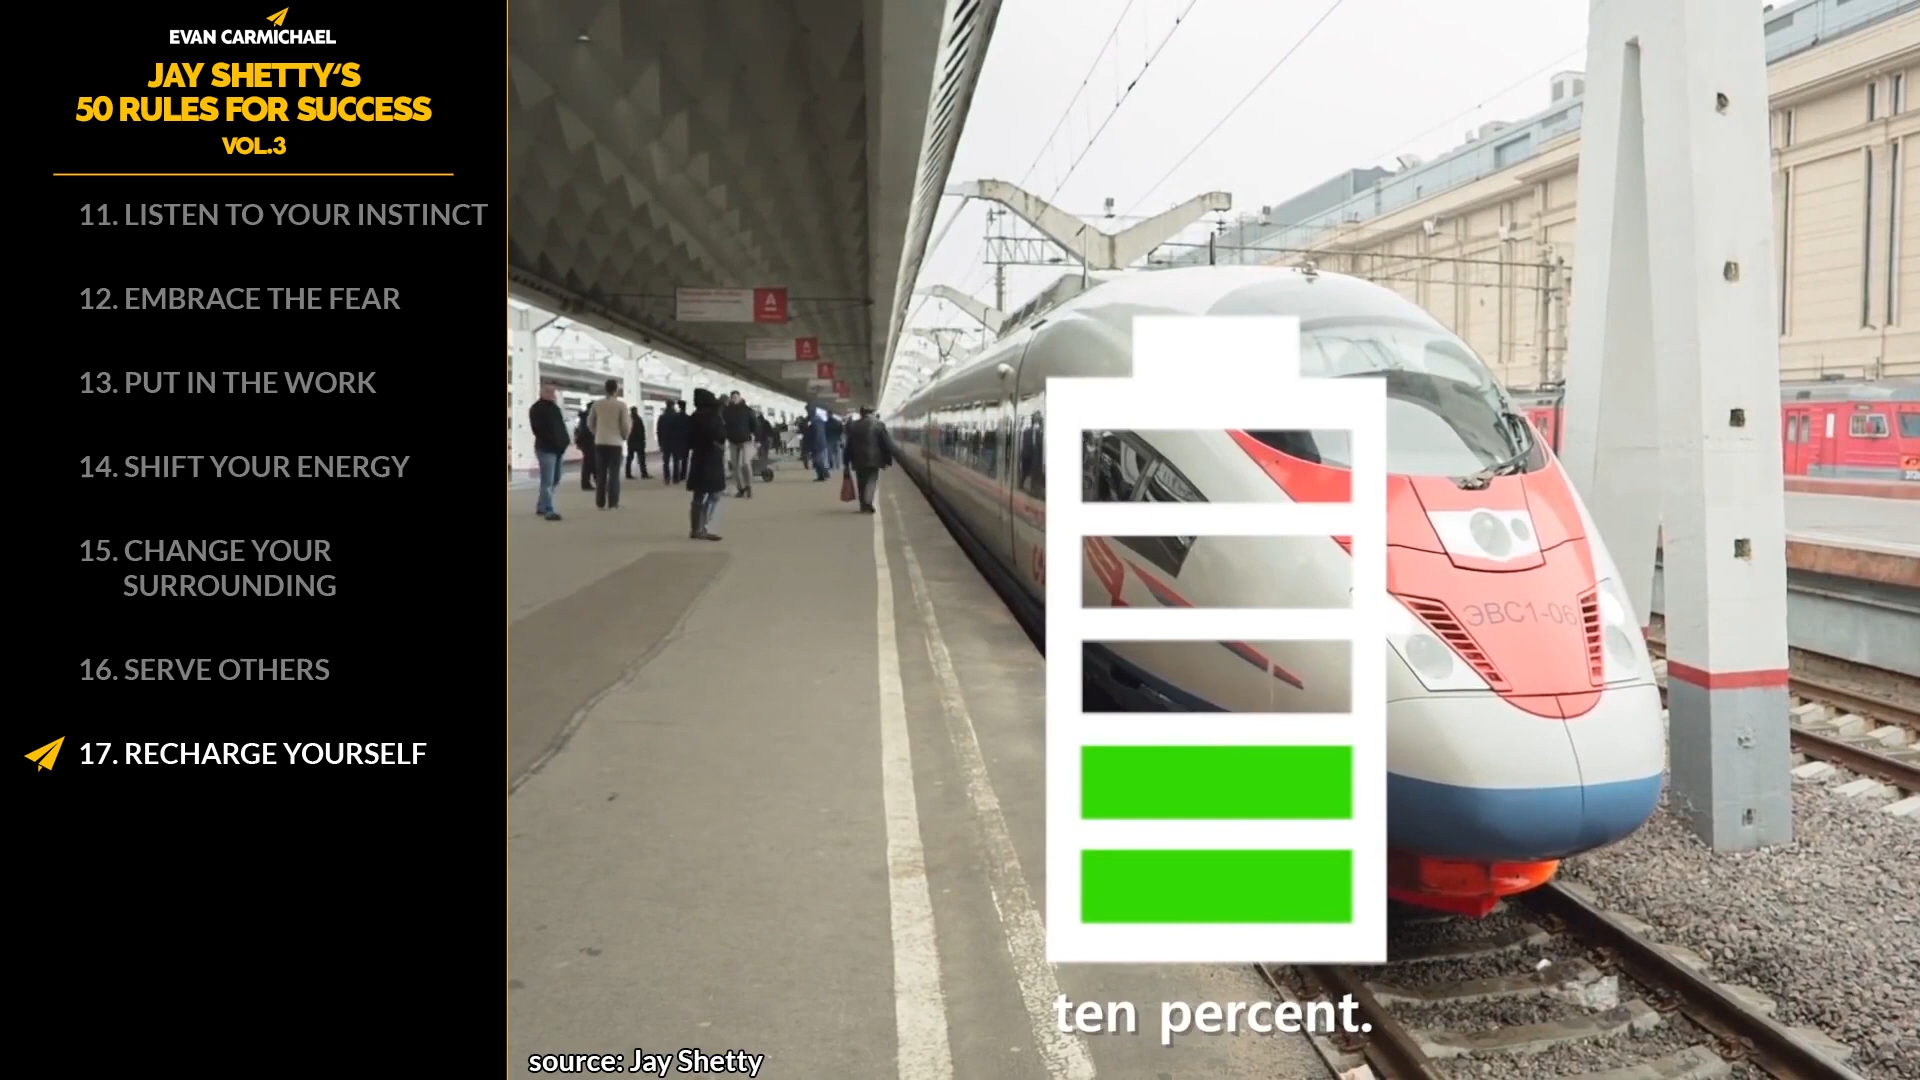 EVAN CARMICHAEL
JAY SHETTY'S
50 RULES FOR SUCCESS
VOL.3
11. LISTEN TO YOUR INSTINCT
12. EMBRACE THE FEAR
13. PUT IN THE WORK
14. SHIFT YOUR ENERGY
15. CHANGE YOUR
SURROUNDING
16. SERVE OTHERS
17. RECHARGE YOURSELF
A
ЭВС1-06
ten percent.
source: Jay Shetty